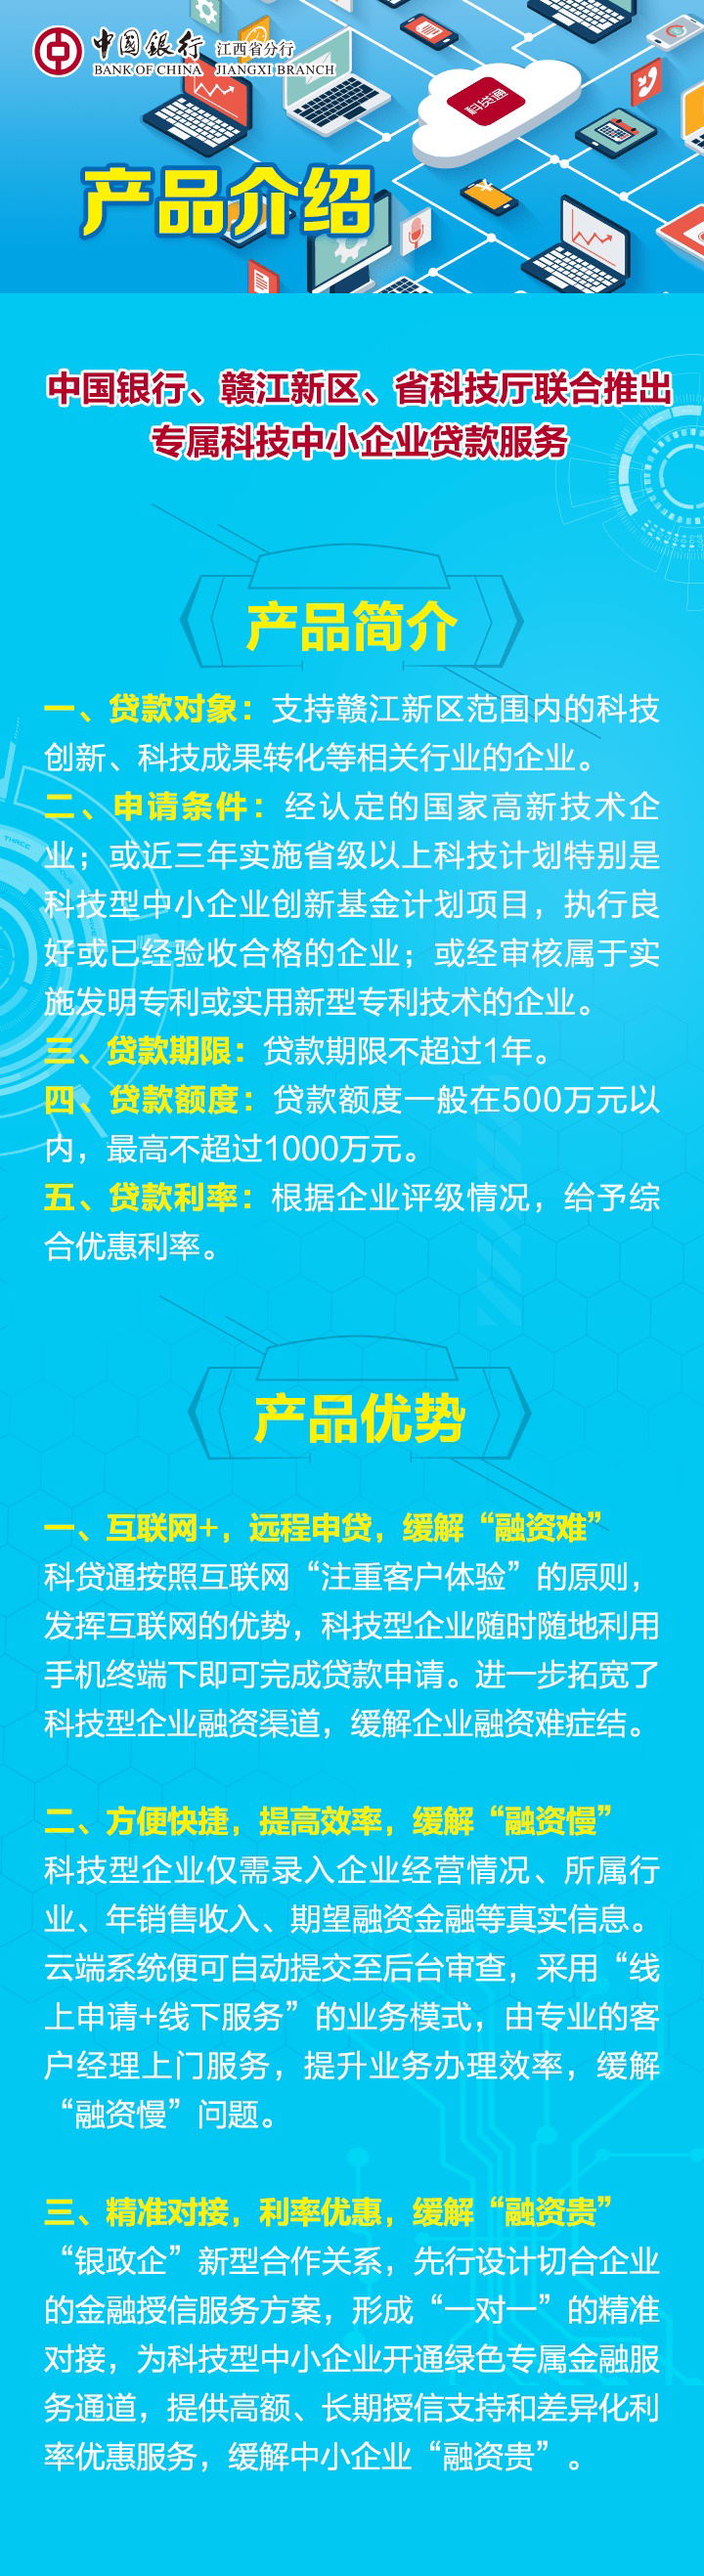 中国银行 江西省分行
BANK OF CHINA JIANGXI BRANCH
科贷通
产品介绍
中国银行、赣江新区、省科技厅联合推出
专属科技中小企业贷款服务
产品简介
一、贷款对象：支持赣江新区范围内的科技
创新、科技成果转化等相关行业的企业。
二、申请条件：经认定的国家高新技术企
业；或近三年实施省级以上科技计划特别是
科技型中小企业创新基金计划项目，执行良
好或已经验收合格的企业；或经审核属于实
施发明专利或实用新型专利技术的企业。
三、贷款期限：贷款期限不超过1年。
四、贷款额度：贷款额度一般在500万元以
内，最高不超过1000万元。
五、贷款利率：根据企业评级情况，给予综
合优惠利率。
产品优势
一、互联网+，远程申贷，缓解“融资难”
科贷通按照互联网“注重客户体验”的原则，
发挥互联网的优势，科技型企业随时随地利用
手机终端下即可完成贷款申请。进一步拓宽了
科技型企业融资渠道，缓解企业融资难症结。
二、方便快捷，提高效率，缓解“融资慢”
科技型企业仅需录入企业经营情况、所属行
业、年销售收入、期望融资金融等真实信息。
云端系统便可自动提交至后台审查，采用“线
上申请+线下服务”的业务模式，由专业的客
户经理上门服务，提升业务办理效率，缓解
“融资慢”问题。
三、精准对接，利率优惠，缓解“融资贵”
“银政企”新型合作关系，先行设计切合企业
的金融授信服务方案，形成“一对一”的精准
对接，为科技型中小企业开通绿色专属金融服
务通道，提供高额、长期授信支持和差异化利
率优惠服务，缓解中小企业“融资贵”。